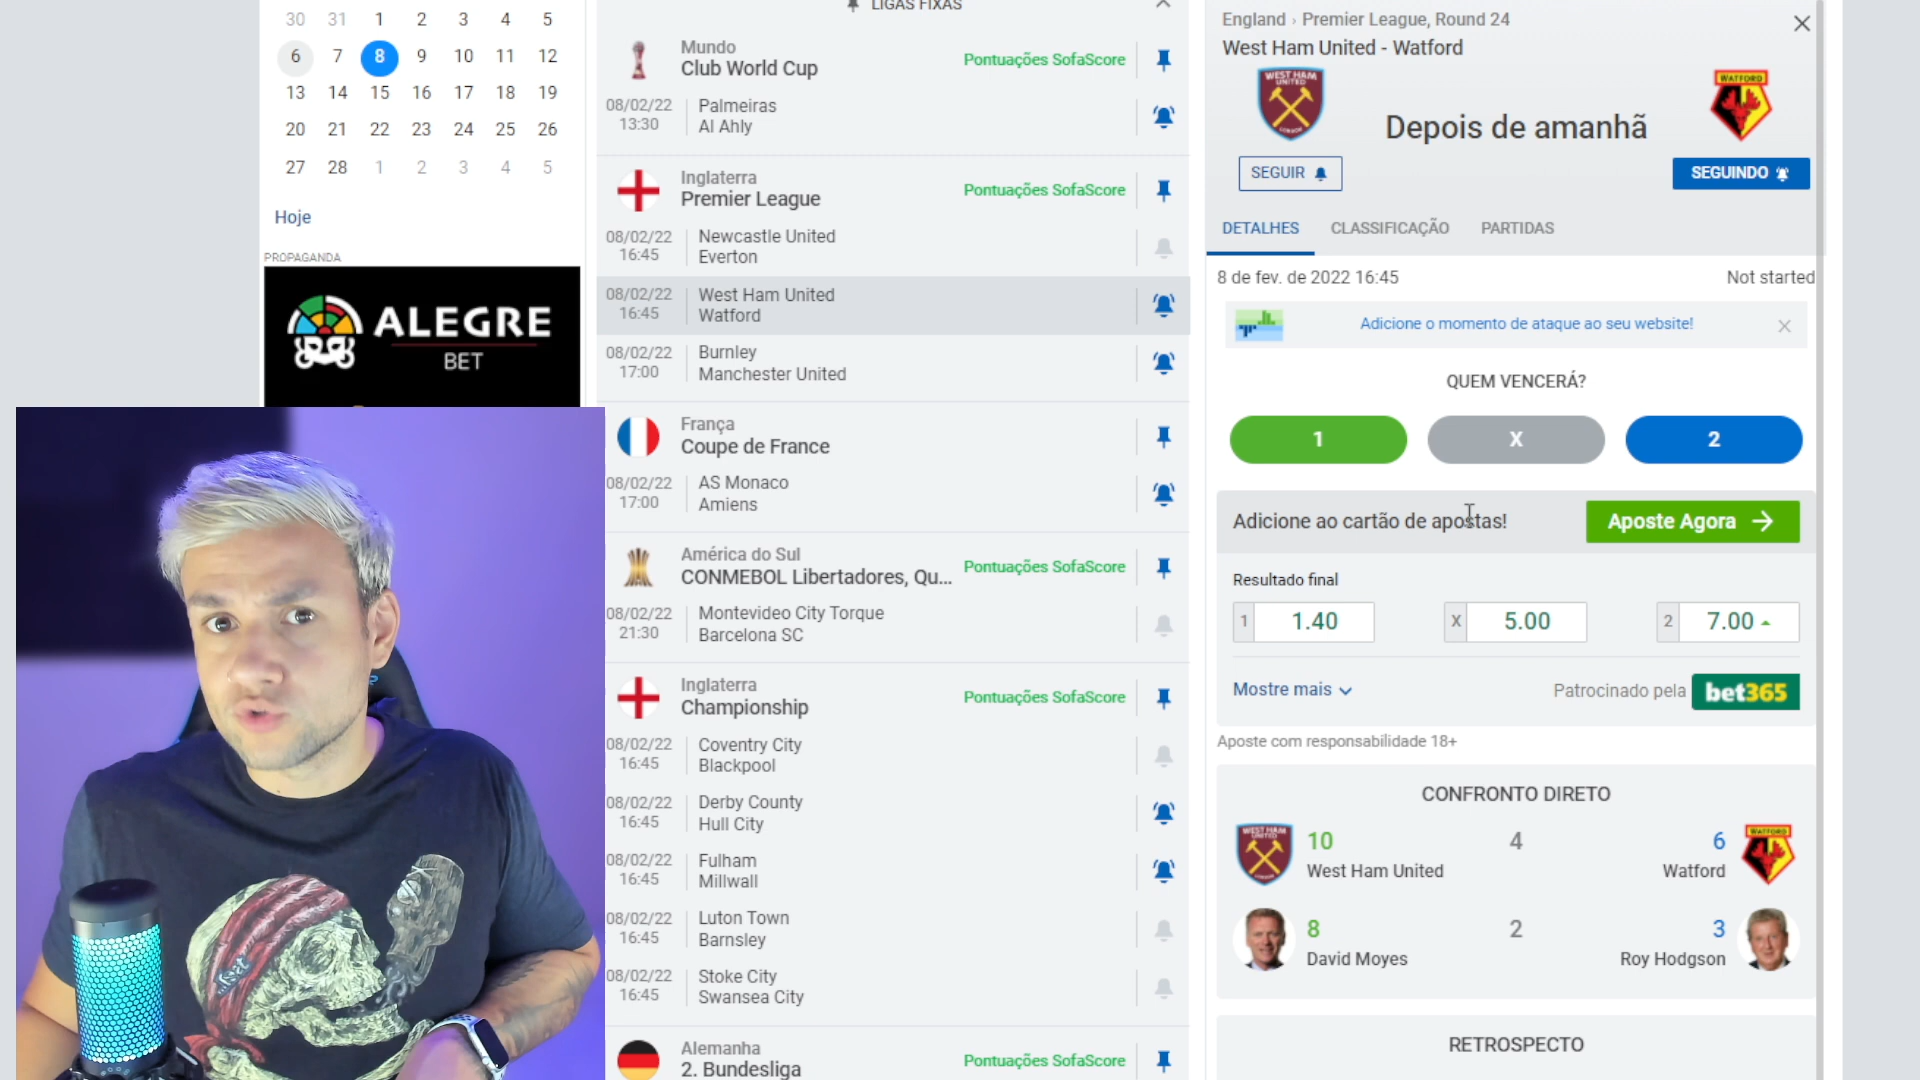 30 31 1 2 3 4 5
6 7 8 9 10 11 12
13 14 15 16 17 18 19
20 21 22 23 24 25 26
27 28 1 2 3 4 5
Hoje
PROPAGANDA
ALEGRE
BET
LIGAS FIXAS
Mundo
Club World Cup
Pontuações SofaScore
08/02/22 Palmeiras
13:30 Al Ahly
Inglaterra
Premier League
Pontuações SofaScore
08/02/22 Newcastle United
16:45 Everton
08/02/22 West Ham United
16:45 Watford
08/02/22 Burnley
17:00 Manchester United
França
Coupe de France
08/02/22 AS Monaco
17:00 Amiens
América do Sul
CONMEBOL Libertadores, Qu...
Pontuações SofaScore
08/02/22 Montevideo City Torque
21:30 Barcelona SC
Inglaterra
Championship
Pontuações SofaScore
08/02/22 Coventry City
16:45 Blackpool
08/02/22 Derby County
16:45 Hull City
08/02/22 Fulham
16:45 Millwall
08/02/22 Luton Town
16:45 Barnsley
08/02/22 Stoke City
16:45 Swansea City
Alemanha
2. Bundesliga
Pontuações SofaScore
England › Premier League, Round 24
West Ham United - Watford
WEST HAM UNITED
LONDON
WATFORD
Depois de amanhã
SEGUIR
SEGUINDO
DETALHES CLASSIFICAÇÃO PARTIDAS
8 de fev. de 2022 16:45 Not started
Adicione o momento de ataque ao seu website!
QUEM VENCERÁ?
1 X 2
Adicione ao cartão de apostas! Aposte Agora
Resultado final
1 1.40 X 5.00 2 7.00
Mostre mais
Patrocinado pela bet365
Aposte com responsabilidade 18+
CONFRONTO DIRETO
WEST HAM UNITED
LONDON
WATFORD
10 4 6
West Ham United Watford
8 2 3
David Moyes Roy Hodgson
RETROSPECTO